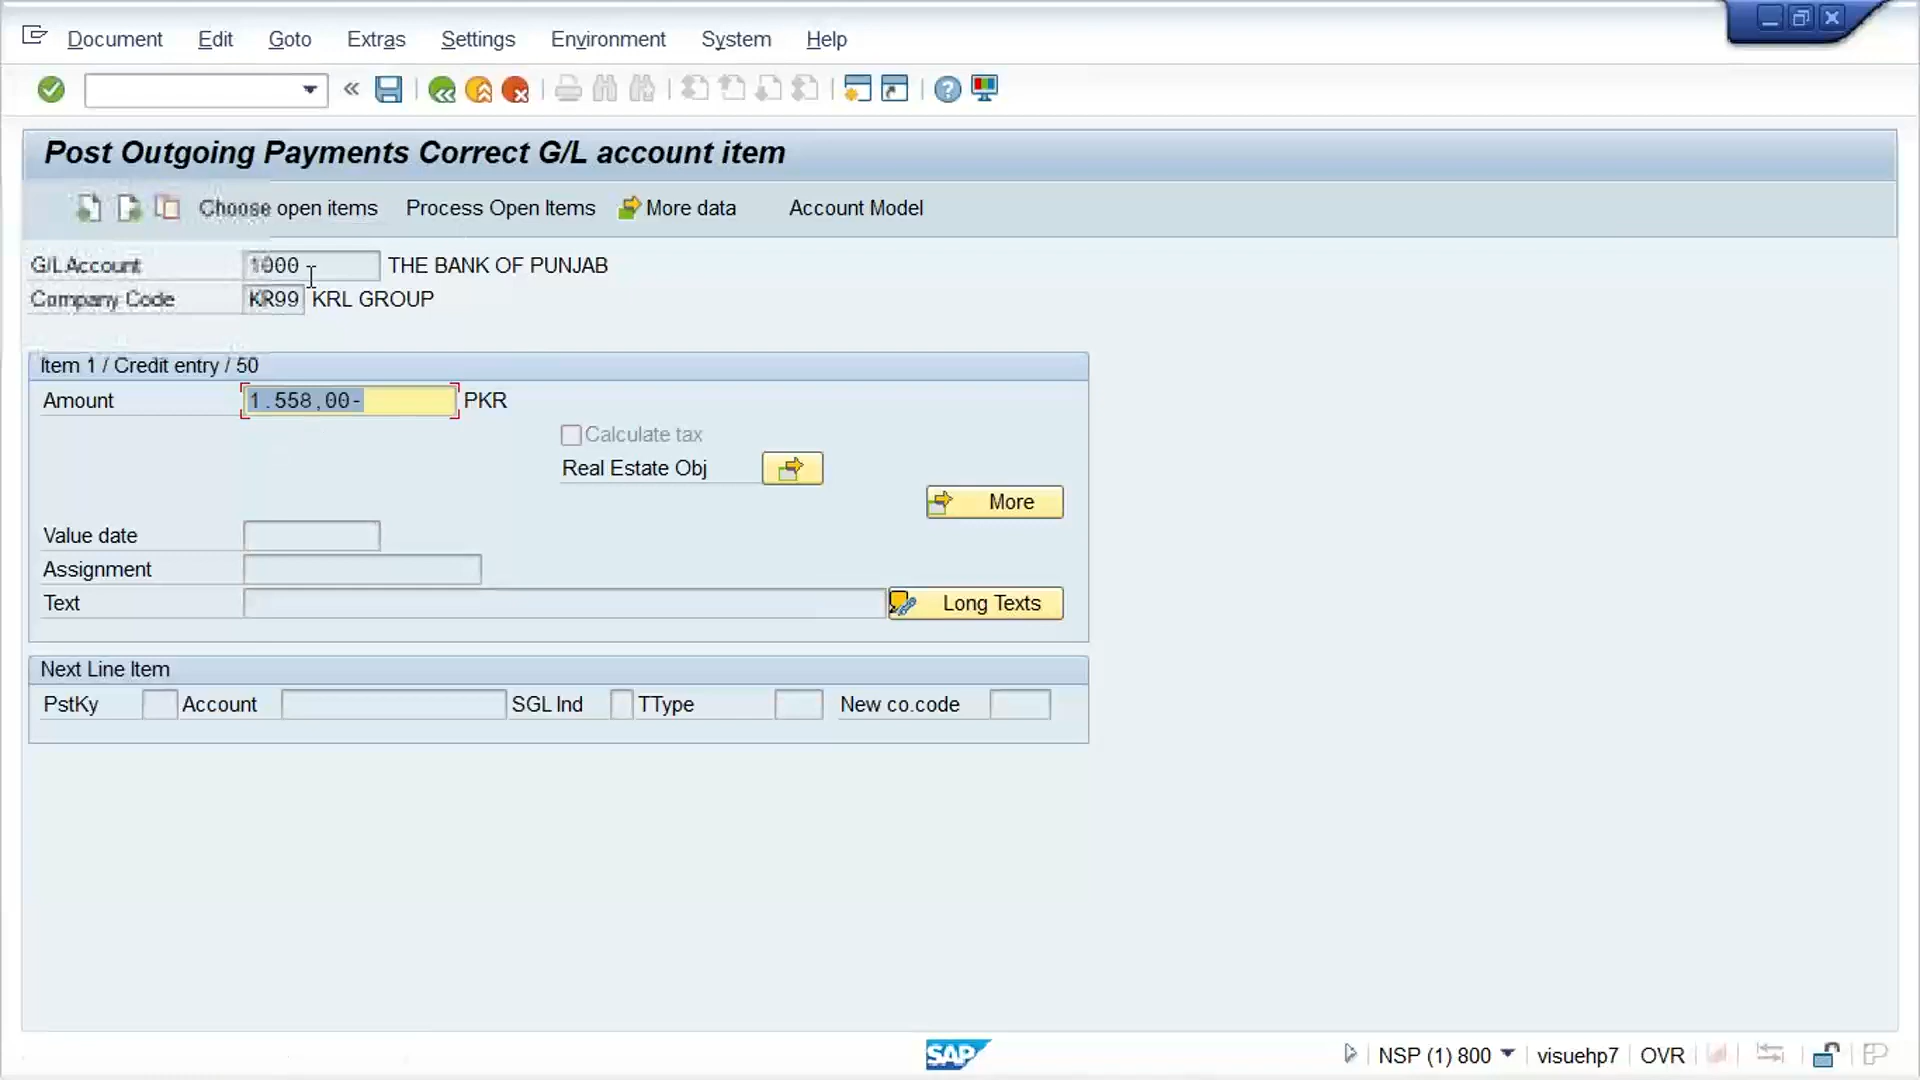 Document Edit Goto Extras Settings Environment System Help
Post Outgoing Payments Correct G/L account item
Choose open items Process Open Items More data Account Model
G/L Account 1000 THE BANK OF PUNJAB
Company Code KR99 KRL GROUP
Item 1 / Credit entry / 50
Amount 1.558,00- PKR
Calculate tax
Real Estate Obj
More
Value date
Assignment
Text Long Texts
Next Line Item
PstKy Account SGL Ind TType New co.code
SAP NSP (1) 800 visuehp7 OVR